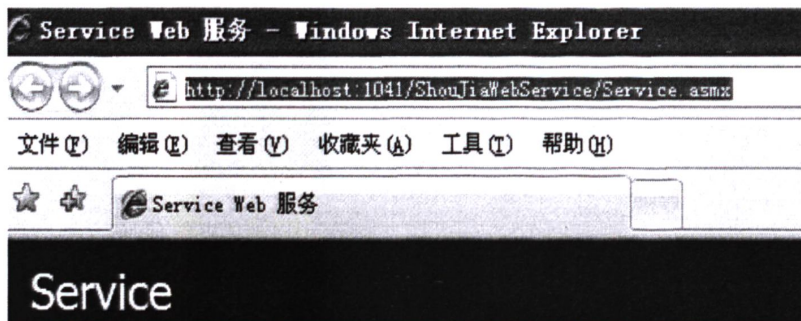 Service Web 服务 - Windows Internet Explorer
http://localhost:1041/ShouJiaWebService/Service.asmx
文件(F) 编辑(E) 查看(V) 收藏夹(A) 工具(T) 帮助(H)
Service Web 服务
Service